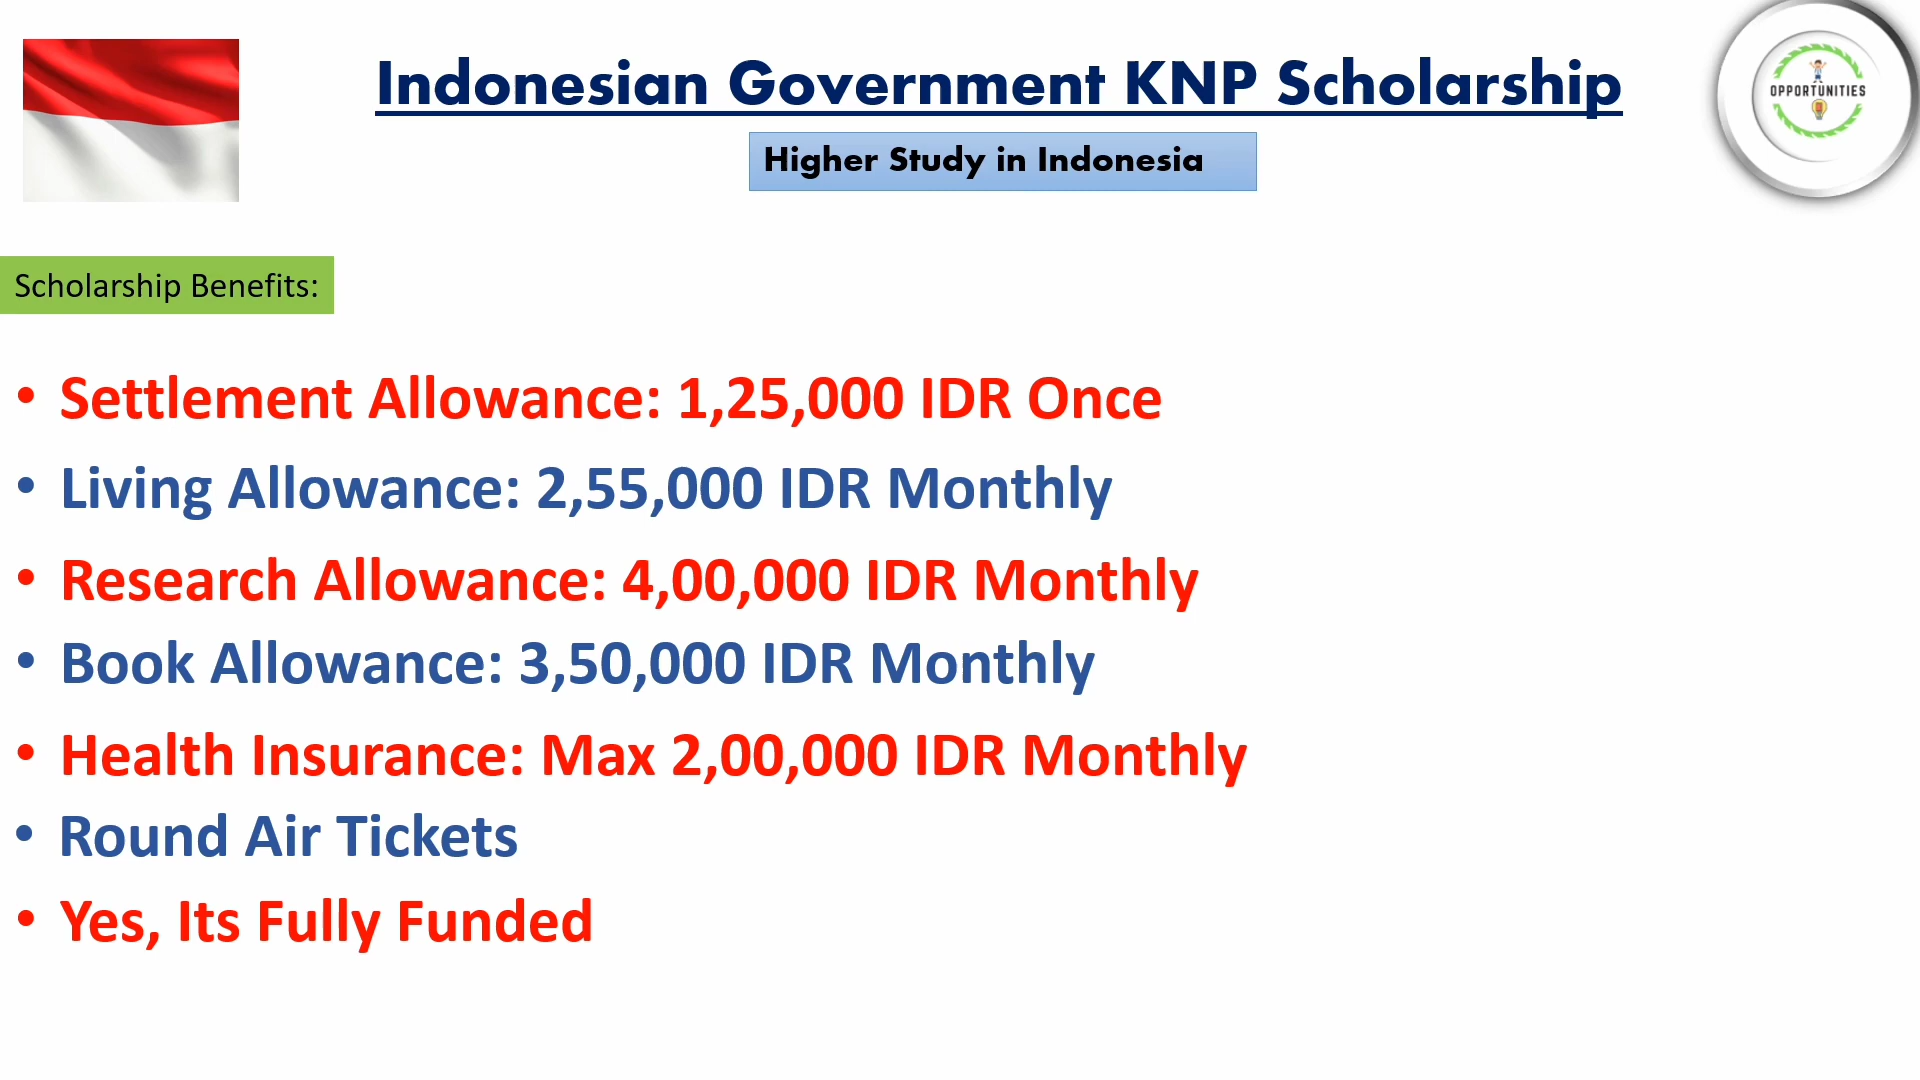 Indonesian Government KNP Scholarship
OPPORTUNITIES
Higher Study in Indonesia
Scholarship Benefits:
• Settlement Allowance: 1,25,000 IDR Once
• Living Allowance: 2,55,000 IDR Monthly
• Research Allowance: 4,00,000 IDR Monthly
• Book Allowance: 3,50,000 IDR Monthly
• Health Insurance: Max 2,00,000 IDR Monthly
• Round Air Tickets
• Yes, Its Fully Funded